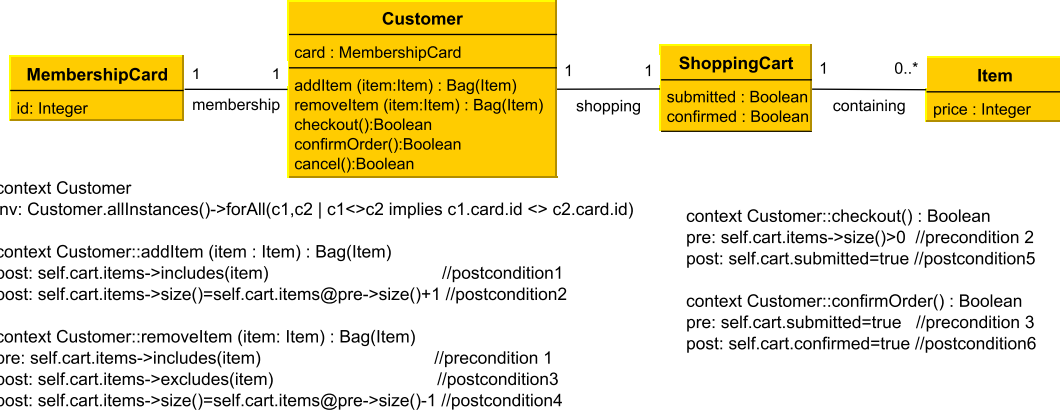 MembershipCard
id: Integer
1
1
membership
Customer
card : MembershipCard
addItem (item:Item) : Bag(Item)
removeItem (item:Item) : Bag(Item)
checkout():Boolean
confirmOrder():Boolean
cancel():Boolean
1
1
shopping
ShoppingCart
submitted : Boolean
confirmed : Boolean
1
0..*
containing
Item
price : Integer
context Customer
nv: Customer.allInstances()->forAll(c1,c2 | c1<>c2 implies c1.card.id <> c2.card.id)
context Customer::addItem (item : Item) : Bag(Item)
post: self.cart.items->includes(item) //postcondition1
post: self.cart.items->size()=self.cart.items@pre->size()+1 //postcondition2
context Customer::removeItem (item: Item) : Bag(Item)
pre: self.cart.items->includes(item) //precondition 1
post: self.cart.items->excludes(item) //postcondition3
post: self.cart.items->size()=self.cart.items@pre->size()-1 //postcondition4
context Customer::checkout() : Boolean
pre: self.cart.items->size()>0 //precondition 2
post: self.cart.submitted=true //postcondition5
context Customer::confirmOrder() : Boolean
pre: self.cart.submitted=true //precondition 3
post: self.cart.confirmed=true //postcondition6